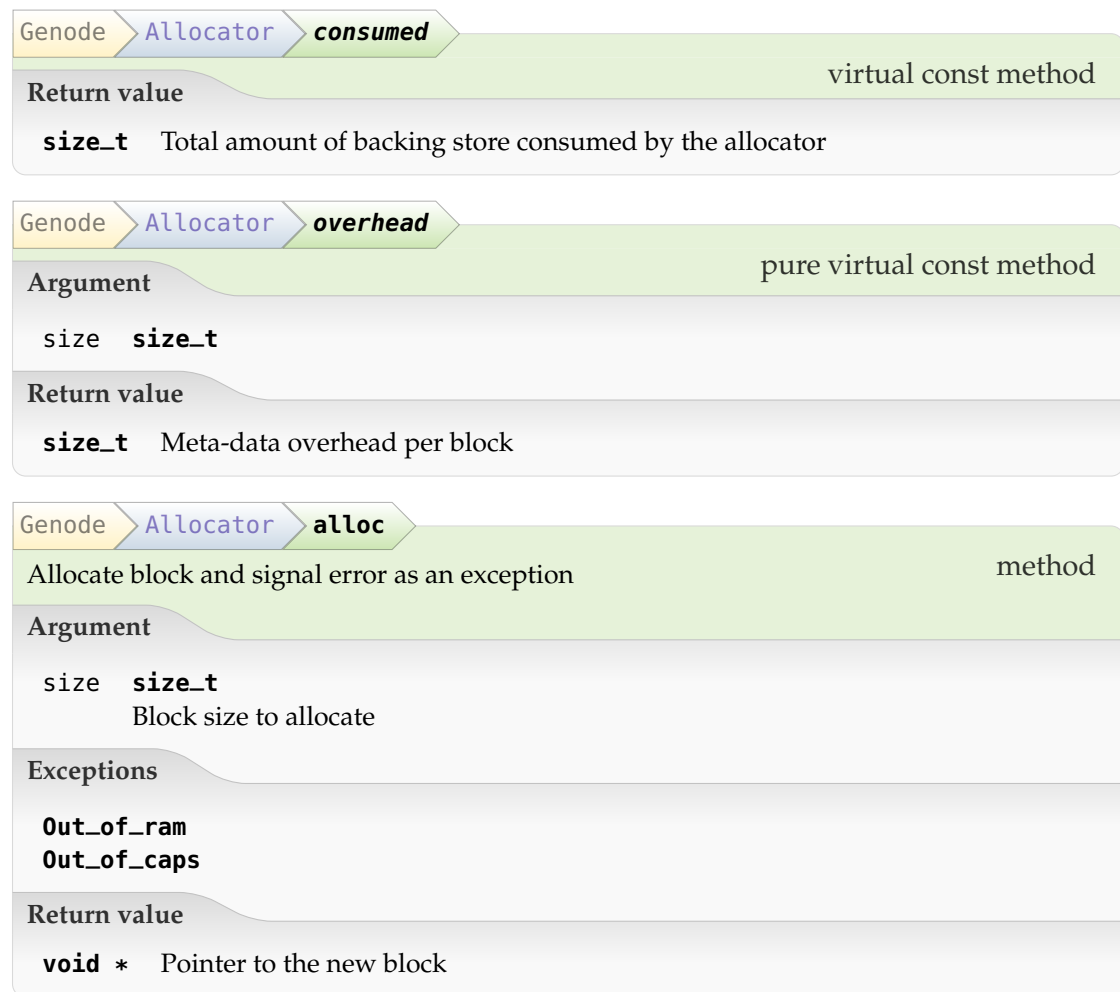 Genode Allocator consumed
virtual const method
Return value
size_t Total amount of backing store consumed by the allocator
Genode Allocator overhead
pure virtual const method
Argument
size size_t
Return value
size_t Meta-data overhead per block
Genode Allocator alloc
Allocate block and signal error as an exception method
Argument
size size_t
Block size to allocate
Exceptions
Out_of_ram
Out_of_caps
Return value
void * Pointer to the new block